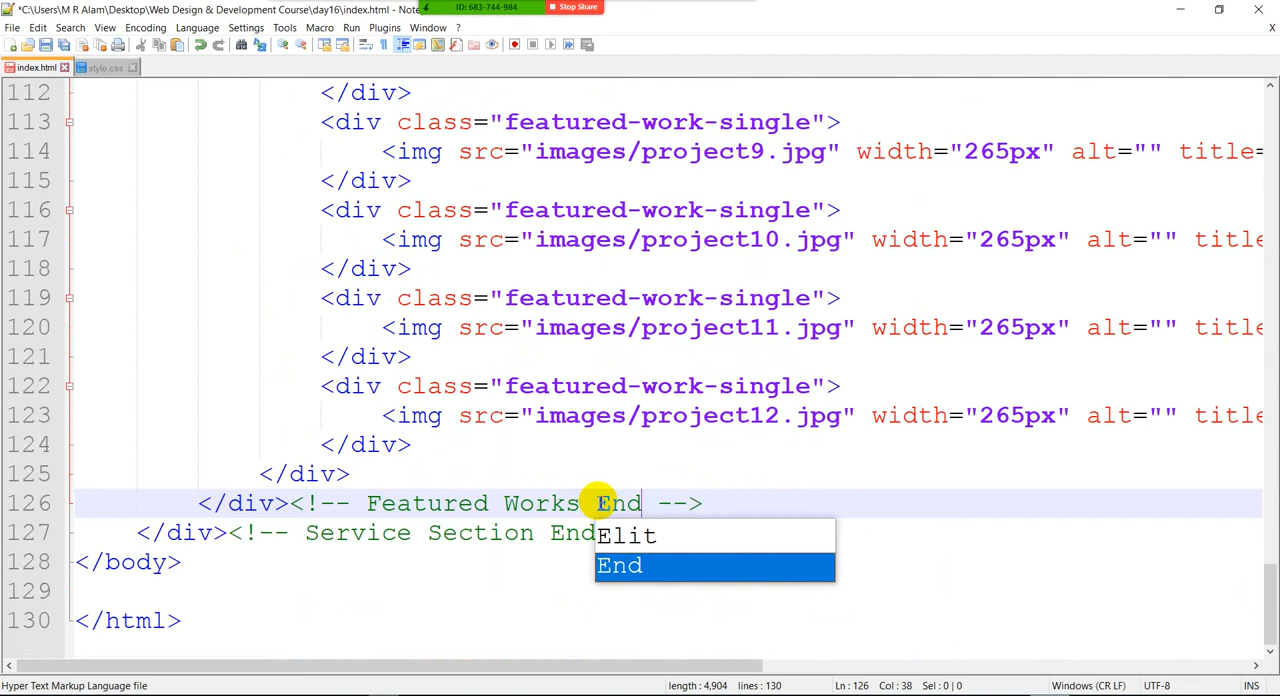 *C:\Users\M R Alam\Desktop\Web Design & Development Course\day16\index.html - Note
ID: 683-744-984
Stop Share
File Edit Search View Encoding Language Settings Tools Macro Run Plugins Window ? X
index.html style.css
112 </div>
113 <div class="featured-work-single">
114 <img src="images/project9.jpg" width="265px" alt="" title=
115 </div>
116 <div class="featured-work-single">
117 <img src="images/project10.jpg" width="265px" alt="" title
118 </div>
119 <div class="featured-work-single">
120 <img src="images/project11.jpg" width="265px" alt="" title
121 </div>
122 <div class="featured-work-single">
123 <img src="images/project12.jpg" width="265px" alt="" title
124 </div>
125 </div>
126 </div><!-- Featured Works End -->
127 </div><!-- Service Section End
Elit
End
128 </body>
129
130 </html>
Hyper Text Markup Language file length : 4,904 lines : 130 Ln : 126 Col : 38 Sel : 0 | 0 Windows (CR LF) UTF-8 INS